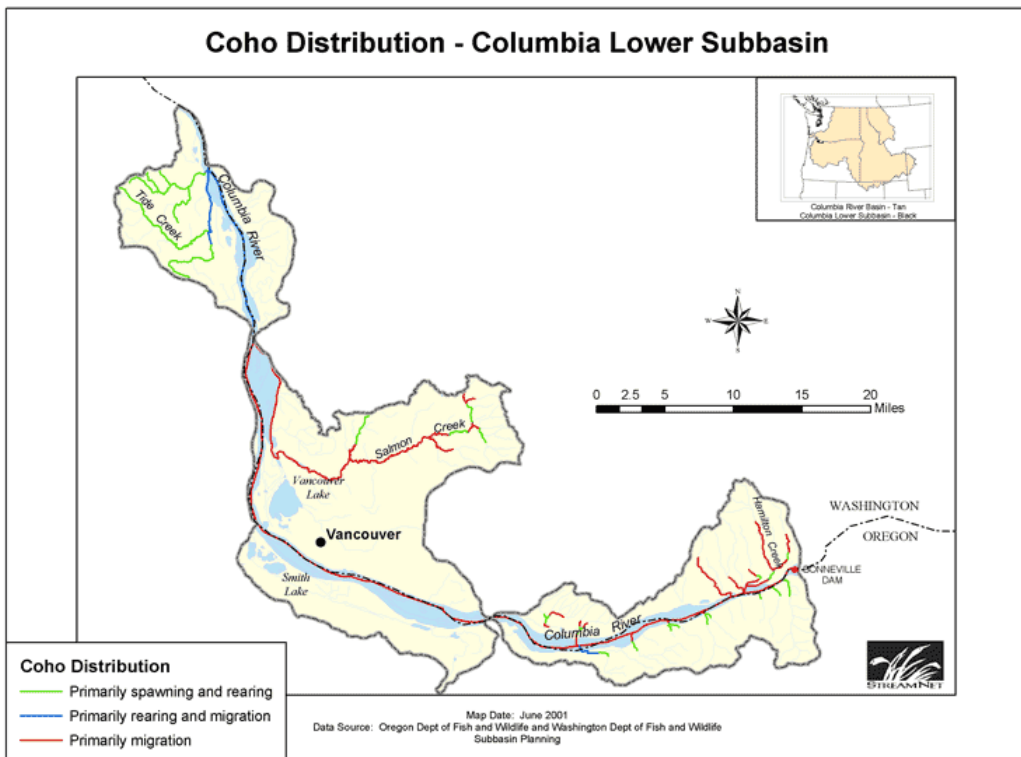 Coho Distribution - Columbia Lower Subbasin
Columbia River Basin - Tan
Columbia Lower Subbasin - Black
Columbia River
Tide Creek
N
W
E
S
0 2.5 5 10 15 20
Miles
Salmon Creek
Vancouver
Lake
Vancouver
Smith
Lake
Hamilton Creek
WASHINGTON
OREGON
BONNEVILLE
DAM
Columbia River
STREAMNET
Coho Distribution
Primarily spawning and rearing
Primarily rearing and migration
Primarily migration
Map Date: June 2001
Data Source: Oregon Dept of Fish and Wildlife and Washington Dept of Fish and Wildlife
Subbasin Planning